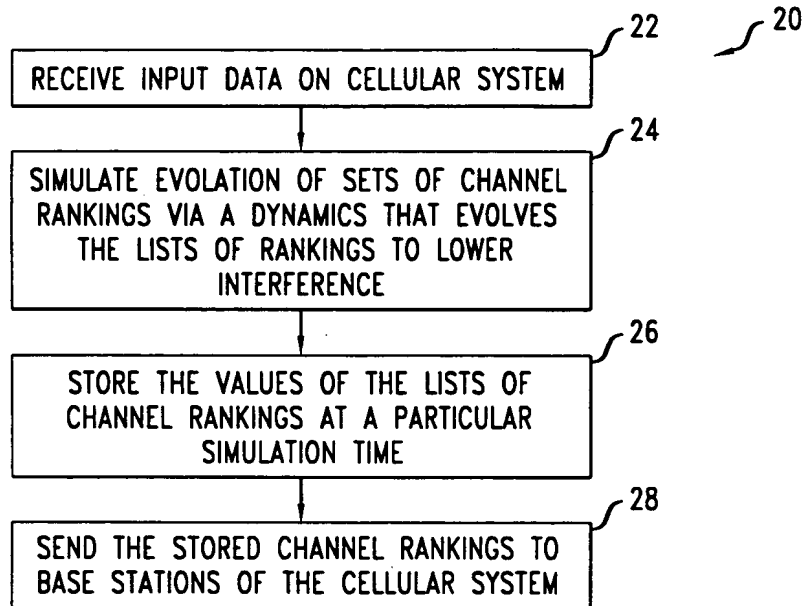 20
22
RECEIVE INPUT DATA ON CELLULAR SYSTEM
24
SIMULATE EVOLATION OF SETS OF CHANNEL
RANKINGS VIA A DYNAMICS THAT EVOLVES
THE LISTS OF RANKINGS TO LOWER
INTERFERENCE
26
STORE THE VALUES OF THE LISTS OF
CHANNEL RANKINGS AT A PARTICULAR
SIMULATION TIME
28
SEND THE STORED CHANNEL RANKINGS TO
BASE STATIONS OF THE CELLULAR SYSTEM